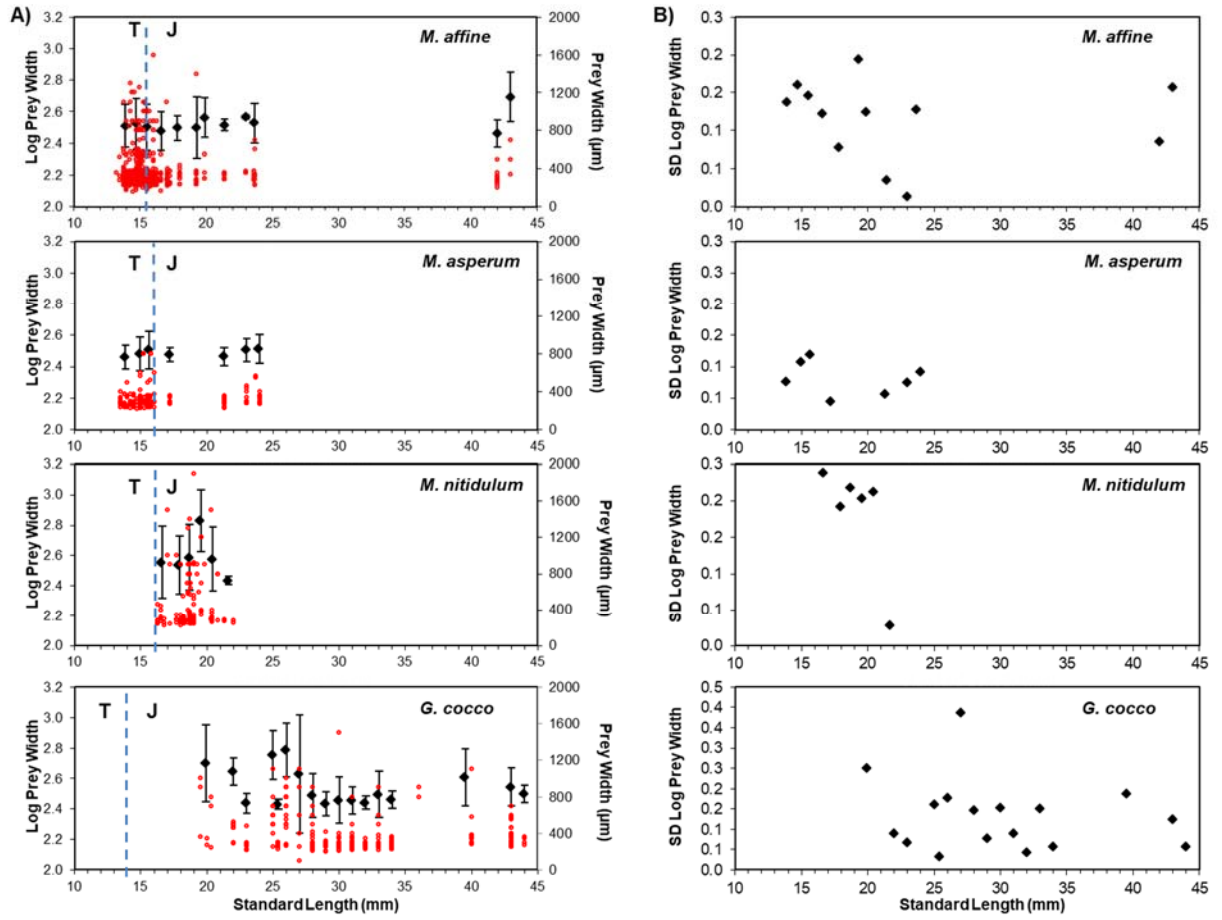 A)
B)
T J
M. affine
M. affine
Log Prey Width
3.2
3.0
2.8
2.6
2.4
2.2
2.0
2000
1600
1200
800
400
0
Prey Width (µm)
10 15 20 25 30 35 40 45
SD Log Prey Width
0.3
0.2
0.2
0.1
0.1
0.0
10 15 20 25 30 35 40 45
T J
M. asperum
M. asperum
Log Prey Width
3.2
3.0
2.8
2.6
2.4
2.2
2.0
2000
1600
1200
800
400
0
Prey Width (µm)
10 15 20 25 30 35 40 45
SD Log Prey Width
0.3
0.3
0.2
0.2
0.1
0.1
0.0
10 15 20 25 30 35 40 45
T J
M. nitidulum
M. nitidulum
Log Prey Width
3.2
3.0
2.8
2.6
2.4
2.2
2.0
2000
1600
1200
800
400
0
Prey Width (µm)
10 15 20 25 30 35 40 45
SD Log Prey Width
0.3
0.2
0.2
0.1
0.1
0.0
10 15 20 25 30 35 40 45
T J
G. cocco
G. cocco
Log Prey Width
3.2
3.0
2.8
2.6
2.4
2.2
2.0
2000
1600
1200
800
400
0
Prey Width (µm)
10 15 20 25 30 35 40 45
Standard Length (mm)
SD Log Prey Width
0.5
0.4
0.4
0.3
0.3
0.2
0.2
0.1
0.1
0.0
10 15 20 25 30 35 40 45
Standard Length (mm)